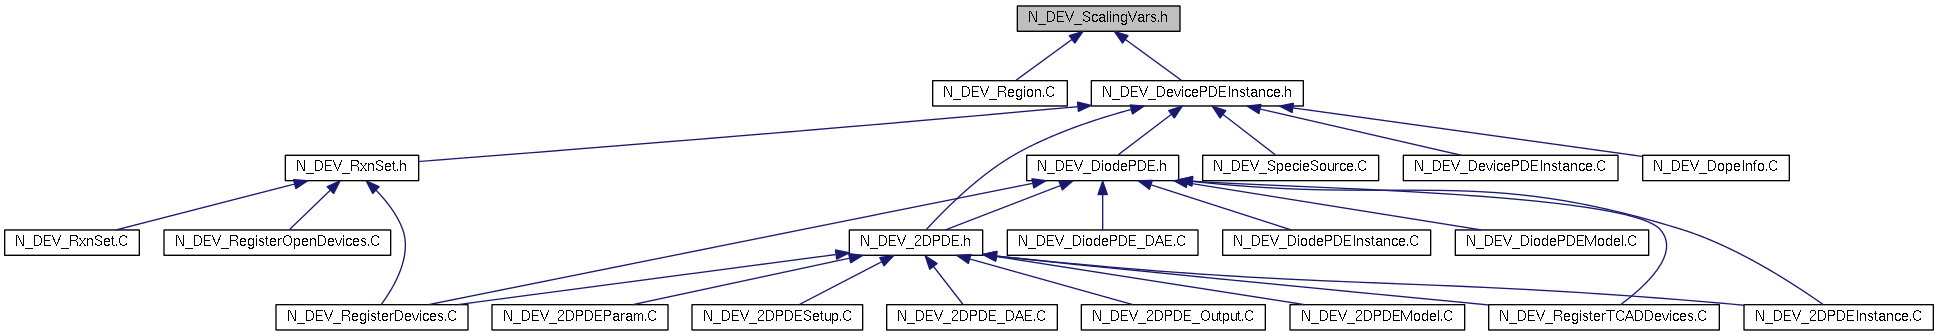 N_DEV_ScalingVars.h
N_DEV_Region.C
N_DEV_DevicePDEInstance.h
N_DEV_RxnSet.h
N_DEV_DiodePDE.h
N_DEV_SpecieSource.C
N_DEV_DevicePDEInstance.C
N_DEV_DopeInfo.C
N_DEV_RxnSet.C
N_DEV_RegisterOpenDevices.C
N_DEV_2DPDE.h
N_DEV_DiodePDE_DAE.C
N_DEV_DiodePDEInstance.C
N_DEV_DiodePDEModel.C
N_DEV_RegisterDevices.C
N_DEV_2DPDEParam.C
N_DEV_2DPDESetup.C
N_DEV_2DPDE_DAE.C
N_DEV_2DPDE_Output.C
N_DEV_2DPDEModel.C
N_DEV_RegisterTCADDevices.C
N_DEV_2DPDEInstance.C